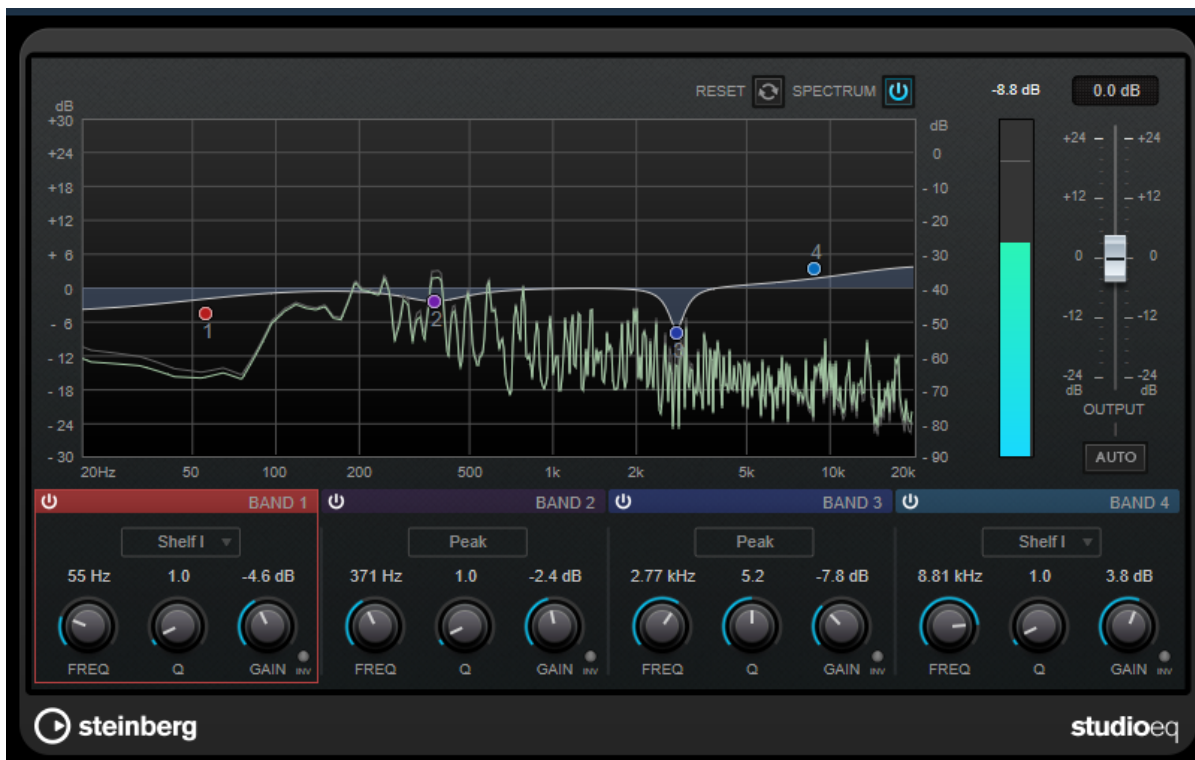 RESET SPECTRUM -8.8 dB 0.0 dB
dB
+30
+24
+18
+12
+ 6
0
- 6
- 12
- 18
- 24
- 30
4
1
2
3
dB
0
- 10
- 20
- 30
- 40
- 50
- 60
- 70
- 80
- 90
20Hz 50 100 200 500 1k 2k 5k 10k 20k
+24 +24
+12 +12
0 0
-12 -12
-24 -24
dB dB
OUTPUT
AUTO
BAND 1 BAND 2 BAND 3 BAND 4
Shelf I Peak Peak Shelf I
55 Hz 1.0 -4.6 dB 371 Hz 1.0 -2.4 dB 2.77 kHz 5.2 -7.8 dB 8.81 kHz 1.0 3.8 dB
FREQ Q GAIN INV FREQ Q GAIN INV FREQ Q GAIN INV FREQ Q GAIN INV
steinberg studioeq